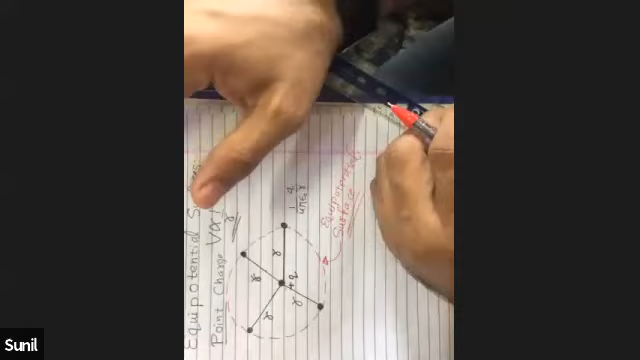 Equipotential S
Point Charge V∝ 1/r
1/4πε₀ q/r
r
r
r
r
+q
Equipotential
Surface
Sunil